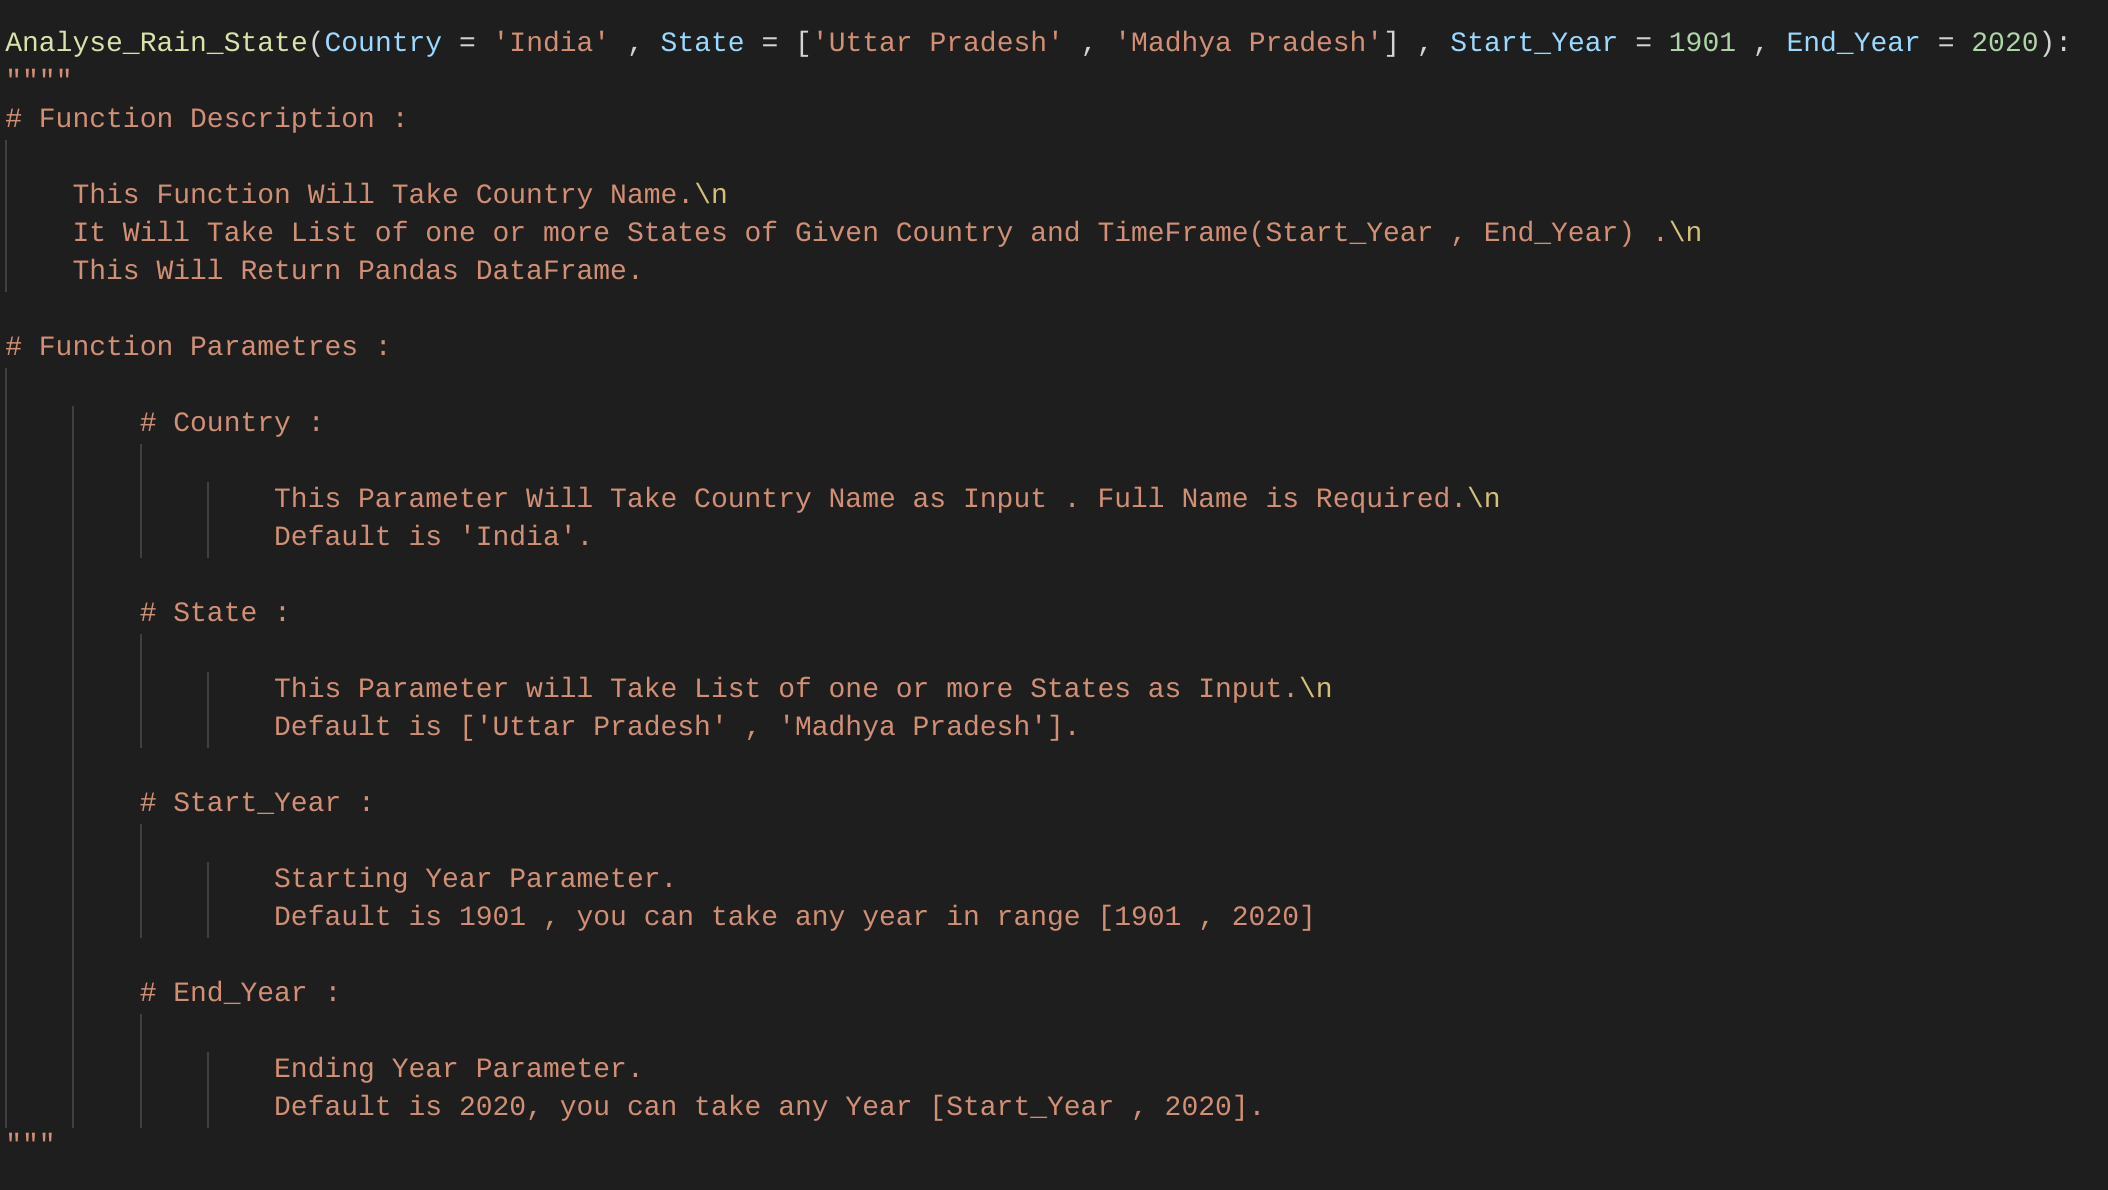 Analyse_Rain_State(Country = 'India' , State = ['Uttar Pradesh' , 'Madhya Pradesh'] , Start_Year = 1901 , End_Year = 2020):
""""
# Function Description :
This Function Will Take Country Name.\n
It Will Take List of one or more States of Given Country and TimeFrame(Start_Year , End_Year) .\n
This Will Return Pandas DataFrame.
# Function Parametres :
# Country :
This Parameter Will Take Country Name as Input . Full Name is Required.\n
Default is 'India'.
# State :
This Parameter will Take List of one or more States as Input.\n
Default is ['Uttar Pradesh' , 'Madhya Pradesh'].
# Start_Year :
Starting Year Parameter.
Default is 1901 , you can take any year in range [1901 , 2020]
# End_Year :
Ending Year Parameter.
Default is 2020, you can take any Year [Start_Year , 2020].
"""